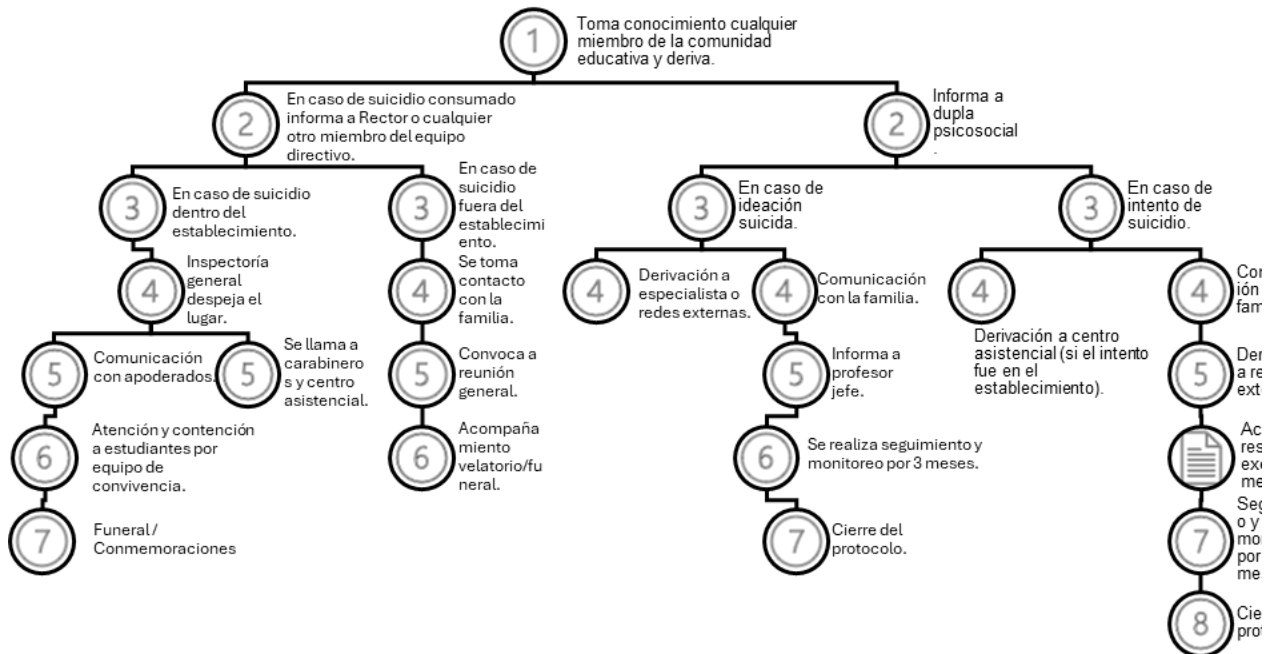 1
Toma conocimiento cualquier
miembro de la comunidad
educativa y deriva.
2
En caso de suicidio consumado
informa a Rector o cualquier
otro miembro del equipo
directivo.
2
Informa a
dupla
psicosocial
.
3
En caso de suicidio
dentro del
establecimiento.
3
En caso de
suicidio
fuera del
establecimi
ento.
3
En caso de
ideación
suicida.
3
En caso de
intento de
suicidio.
4
Inspectoría
general
despeja el
lugar.
4
Se toma
contacto
con la
familia.
4
Derivación a
especialista o
redes externas.
4
Comunicación
con la familia.
4
Derivación a centro
asistencial (si el intento
fue en el
establecimiento).
4
ión
5
Comunicación
con apoderados.
5
Se llama a
carabinero
s y centro
asistencial.
5
Convoca a
reunión
general.
5
Informa a
profesor
jefe.
5
a
6
Atención y contención
a estudiantes por
equipo de
convivencia.
6
Acompaña
miento
velatorio/fu
neral.
6
Se realiza seguimiento y
monitoreo por 3 meses.
7
Funeral /
Conmemoraciones
7
Cierre del
protocolo.
7
o y
por
8